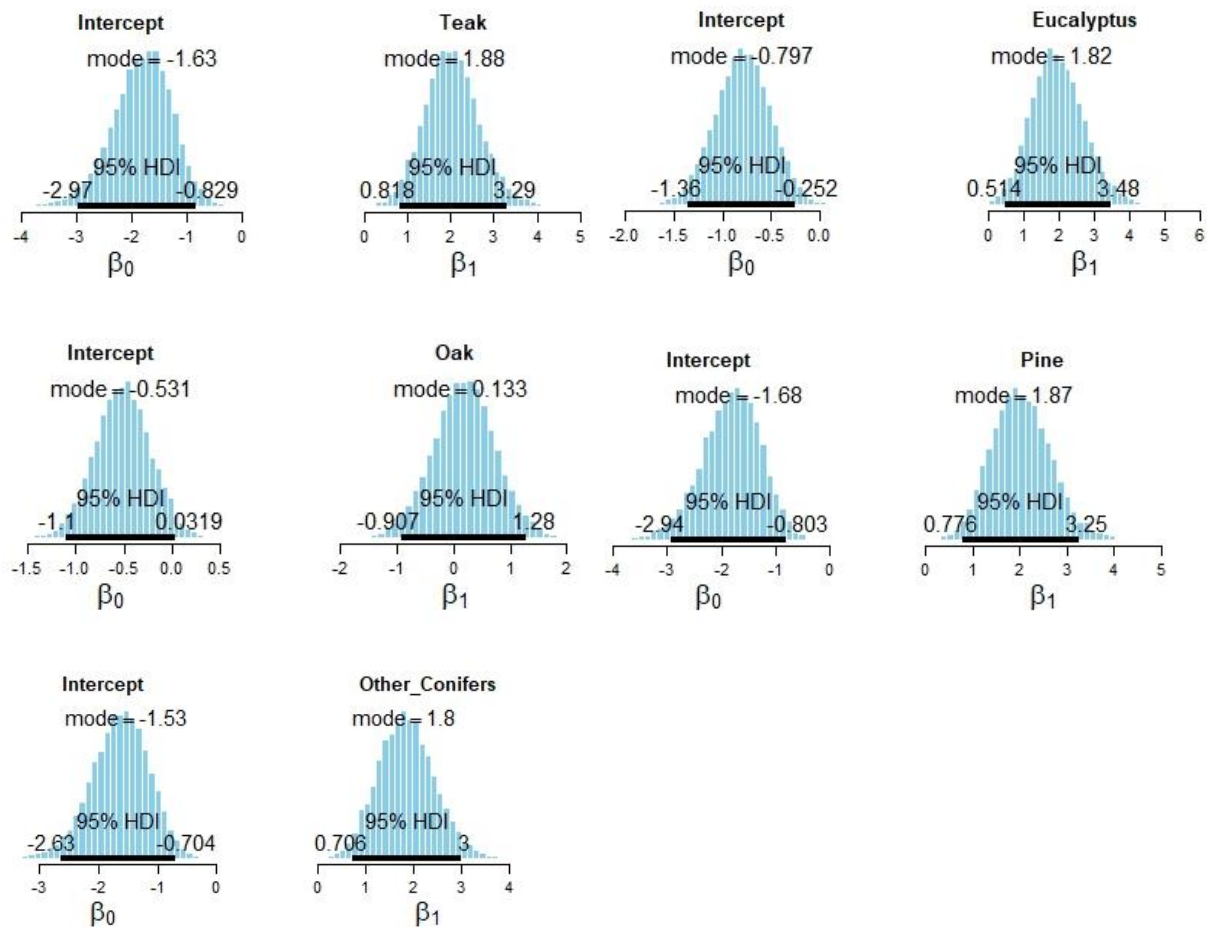 Intercept
mode = -1.63
95% HDI
-2.97 -0.829
-4 -3 -2 -1 0
β0
Teak
mode = 1.88
95% HDI
0.818 3.29
0 1 2 3 4 5
β1
Intercept
mode = -0.797
95% HDI
-1.36 -0.252
-2.0 -1.5 -1.0 -0.5 0.0
β0
Eucalyptus
mode = 1.82
95% HDI
0.514 3.48
0 1 2 3 4 5 6
β1
Intercept
mode = -0.531
95% HDI
-1.1 0.0319
-1.5 -1.0 -0.5 0.0 0.5
β0
Oak
mode = 0.133
95% HDI
-0.907 1.28
-2 -1 0 1 2
β1
Intercept
mode = -1.68
95% HDI
-2.94 -0.803
-4 -3 -2 -1 0
β0
Pine
mode = 1.87
95% HDI
0.776 3.25
0 1 2 3 4 5
β1
Intercept
mode = -1.53
95% HDI
-2.63 -0.704
-3 -2 -1 0
β0
Other_Conifers
mode = 1.8
95% HDI
0.706 3
0 1 2 3 4
β1